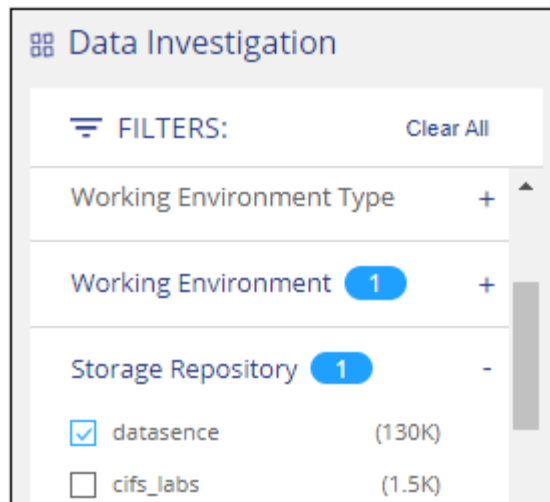 Data Investigation
FILTERS: Clear All
Working Environment Type +
Working Environment 1 +
Storage Repository 1 -
datasence (130K)
cifs_labs (1.5K)